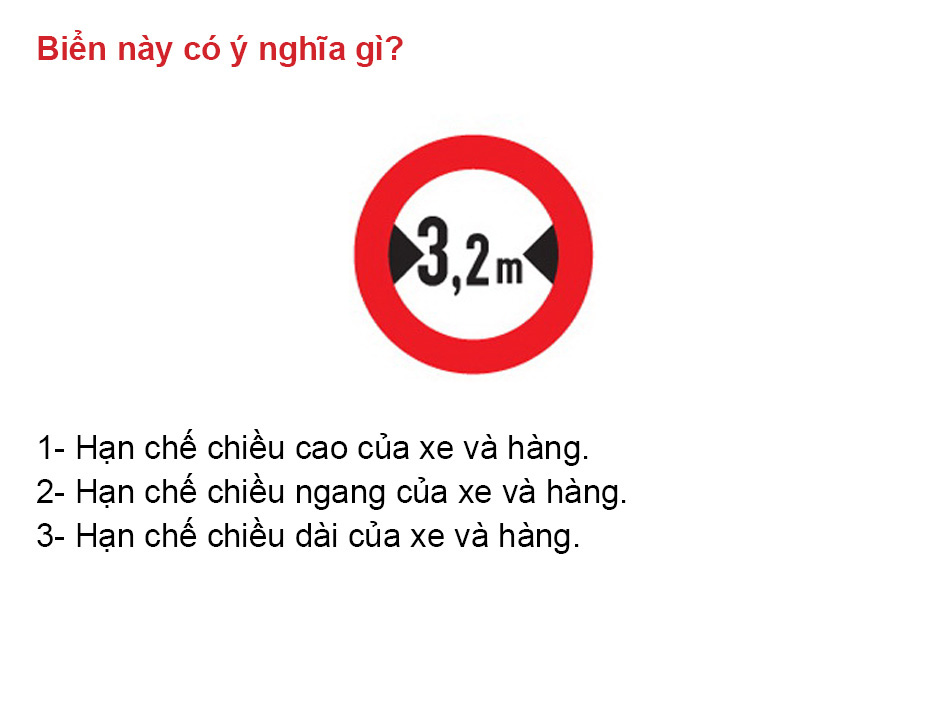 Biển này có ý nghĩa gì?
3,2m
1- Hạn chế chiều cao của xe và hàng.
2- Hạn chế chiều ngang của xe và hàng.
3- Hạn chế chiều dài của xe và hàng.